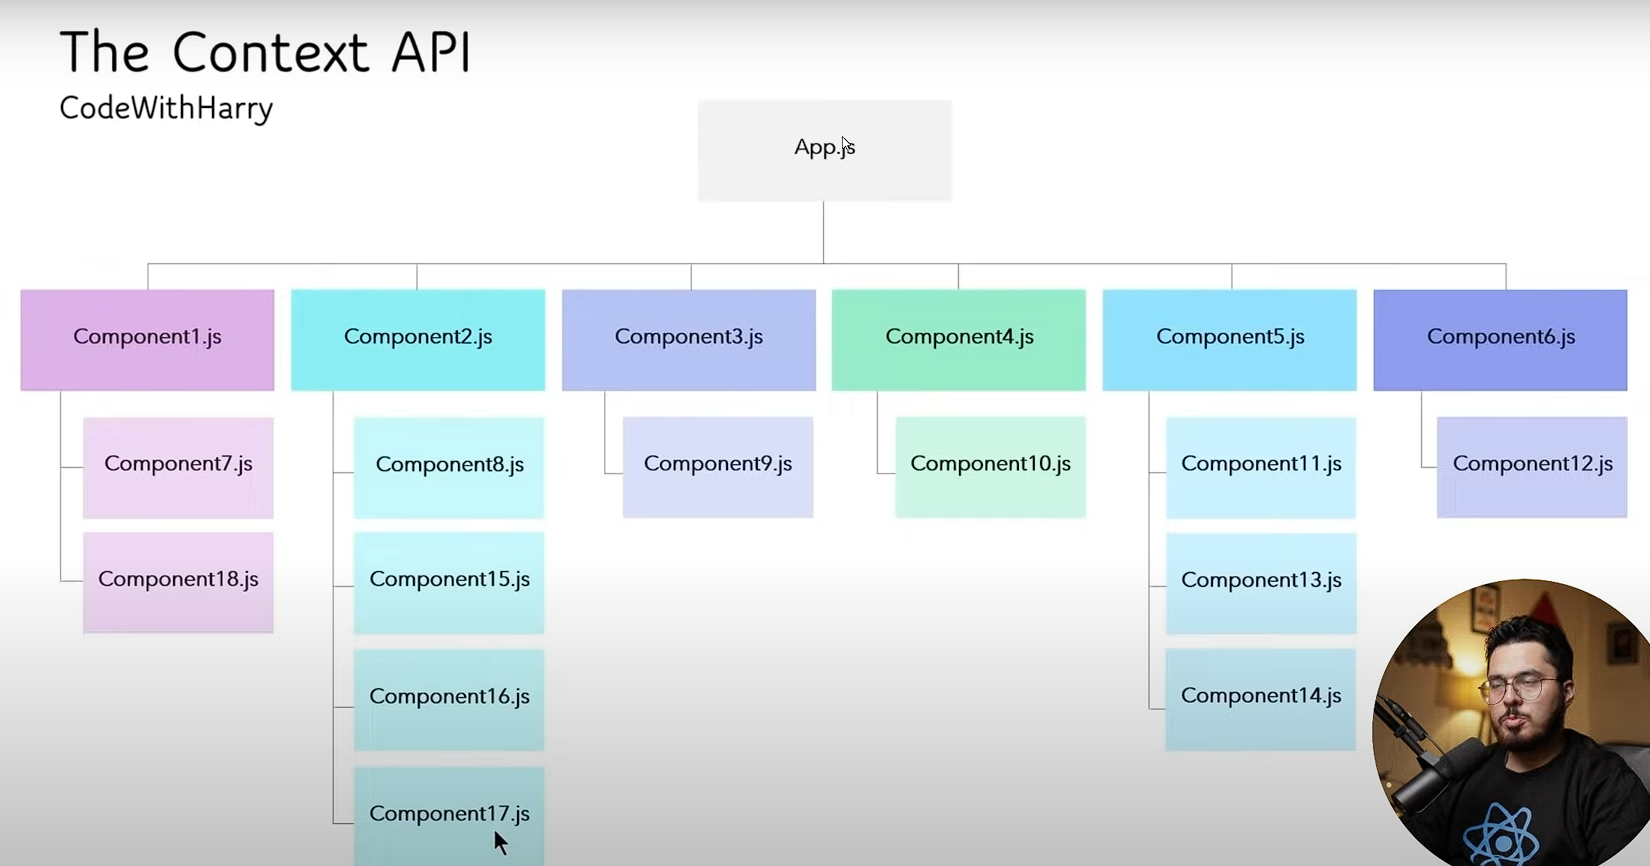 The Context API
CodeWithHarry
App.js
Component1.js
Component2.js
Component3.js
Component4.js
Component5.js
Component6.js
Component7.js
Component8.js
Component9.js
Component10.js
Component11.js
Component12.js
Component18.js
Component15.js
Component13.js
Component16.js
Component14.js
Component17.js